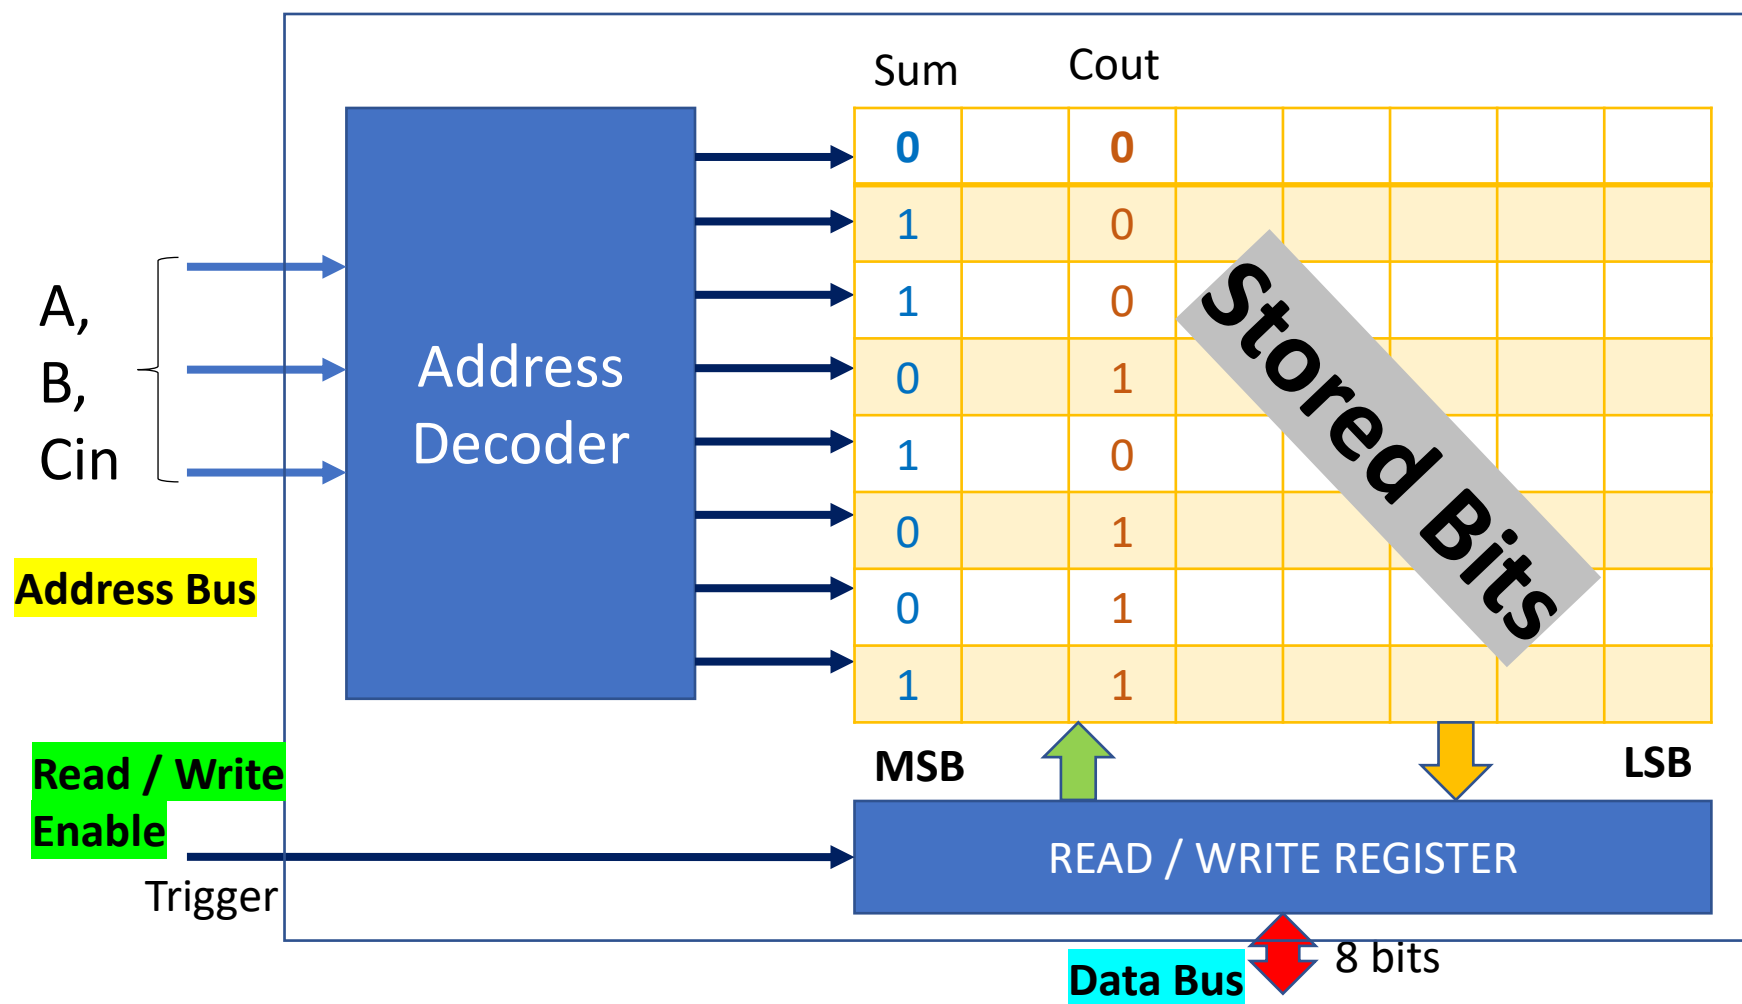 Sum Cout
0 0
1 0
1 0
0 1
1 0
0 1
0 1
1 1
Stored Bits
A,
B,
Cin
Address
Decoder
Address Bus
Read / Write
Enable
Trigger
MSB LSB
READ / WRITE REGISTER
Data Bus
8 bits